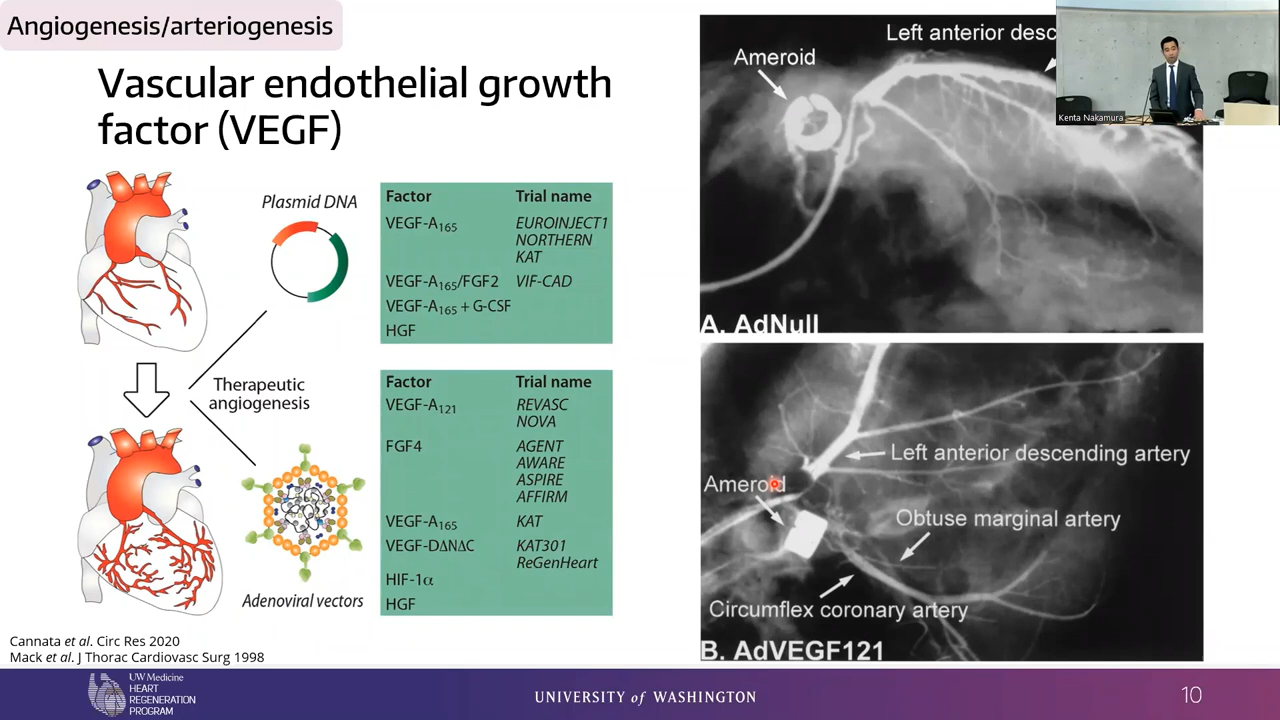 Angiogenesis/arteriogenesis
Vascular endothelial growth
factor (VEGF)
Plasmid DNA
Therapeutic
angiogenesis
Adenoviral vectors
Factor Trial name
VEGF-A165 EUROINJECT1
NORTHERN
KAT
VEGF-A165/FGF2 VIF-CAD
VEGF-A165 + G-CSF
HGF
Factor Trial name
VEGF-A121 REVASC
NOVA
FGF4 AGENT
AWARE
ASPIRE
AFFIRM
VEGF-A165 KAT
VEGF-DΔNΔC KAT301
ReGenHeart
HIF-1α
HGF
Left anterior desc
Ameroid
A. AdNull
Left anterior descending artery
Ameroid
Obtuse marginal artery
Circumflex coronary artery
B. AdVEGF121
Kenta Nakamura
Cannata et al. Circ Res 2020
Mack et al. J Thorac Cardiovasc Surg 1998
UW Medicine
HEART
REGENERATION
PROGRAM
UNIVERSITY of WASHINGTON
10